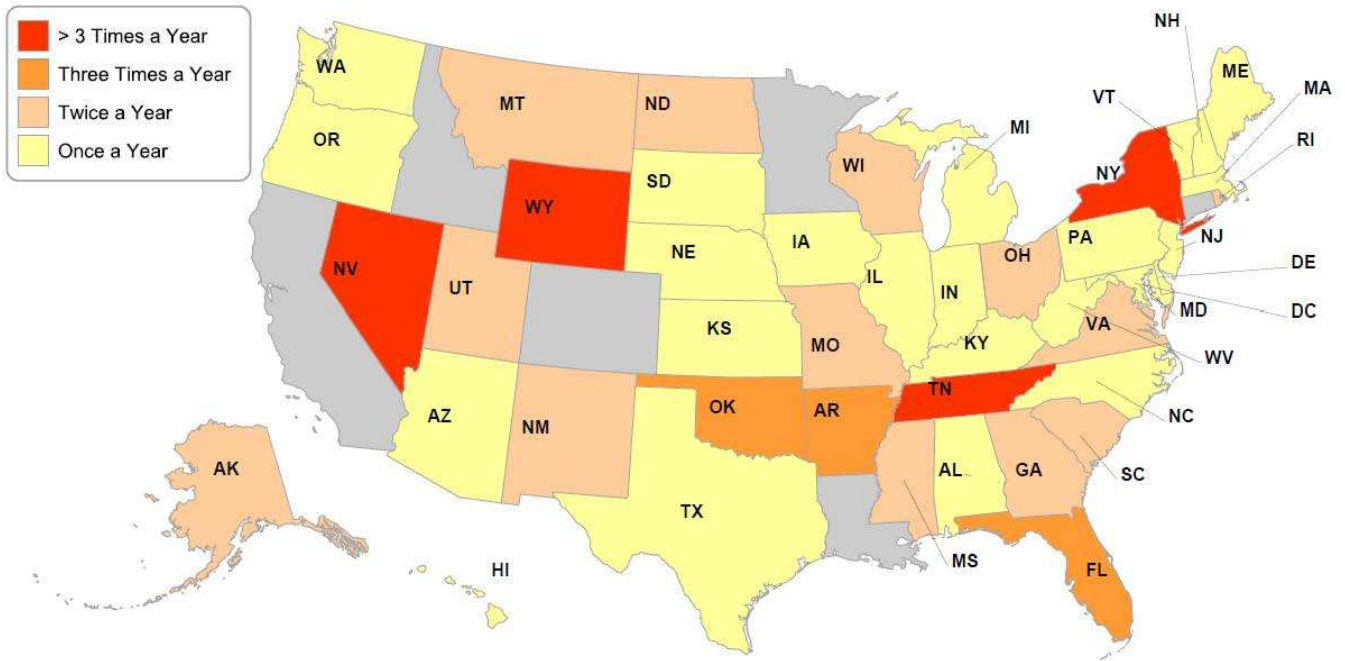 > 3 Times a Year
Three Times a Year
Twice a Year
Once a Year
NH
WA
ME
MT
ND
VT
MA
OR
MI
RI
WI
NY
SD
WY
PA
NJ
IA
NE
OH
DE
NV
IL
UT
IN
MD
DC
VA
KS
MO
KY
WV
TN
AZ
OK
AR
NC
NM
AK
AL
GA
SC
TX
MS
HI
FL